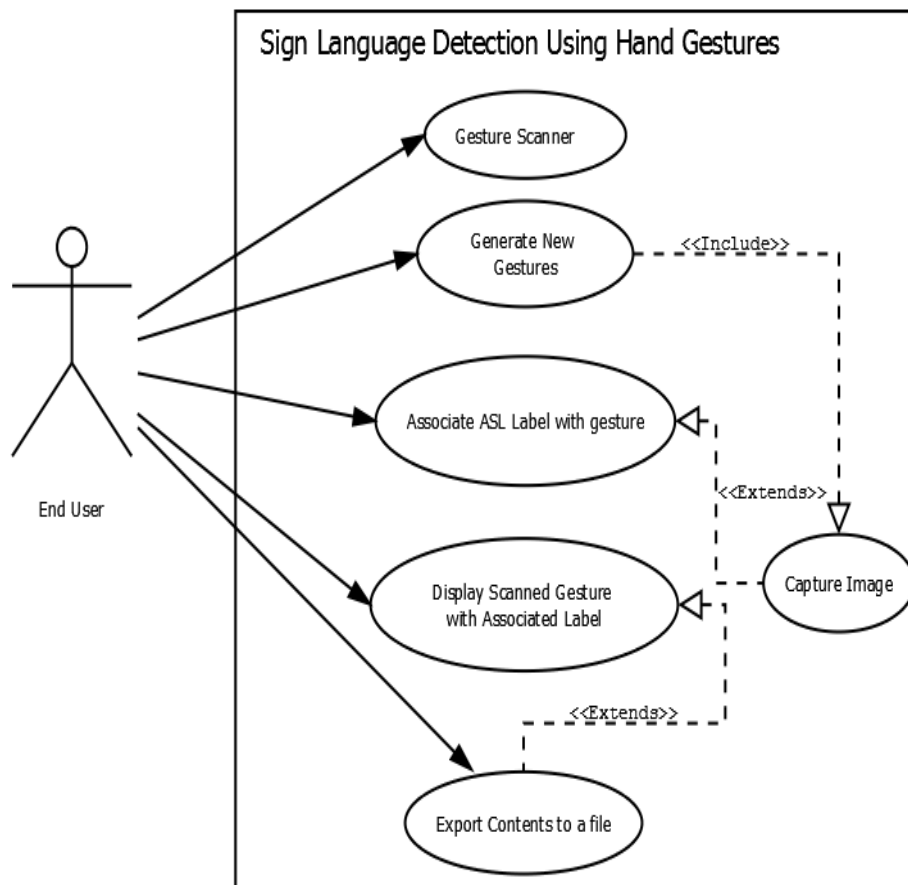 Sign Language Detection Using Hand Gestures
Gesture Scanner
Generate New
Gestures
<<Include>>
Associate ASL Label with gesture
<<Extends>>
End User
Display Scanned Gesture
with Associated Label
Capture Image
<<Extends>>
Export Contents to a file